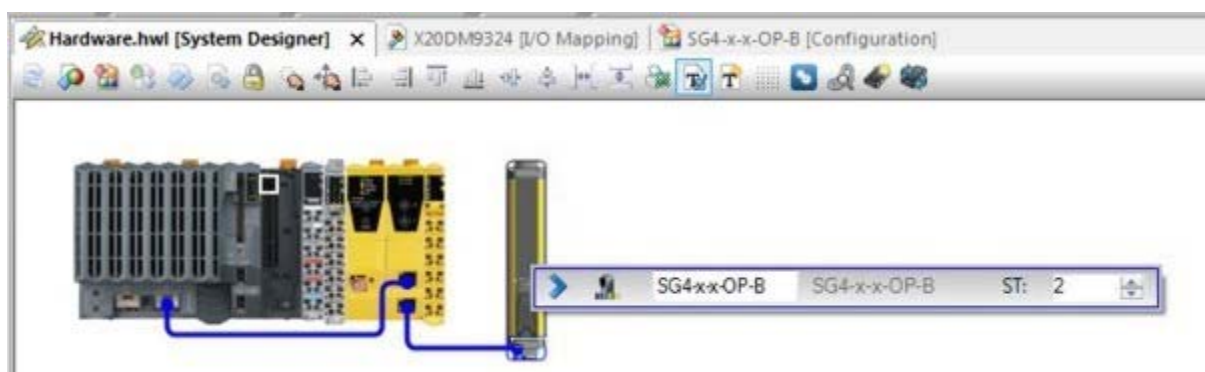 Hardware.hwl [System Designer] X X20DM9324 [I/O Mapping] SG4-x-x-OP-B [Configuration]
SG4-x-x-OP-B SG4-x-x-OP-B ST: 2